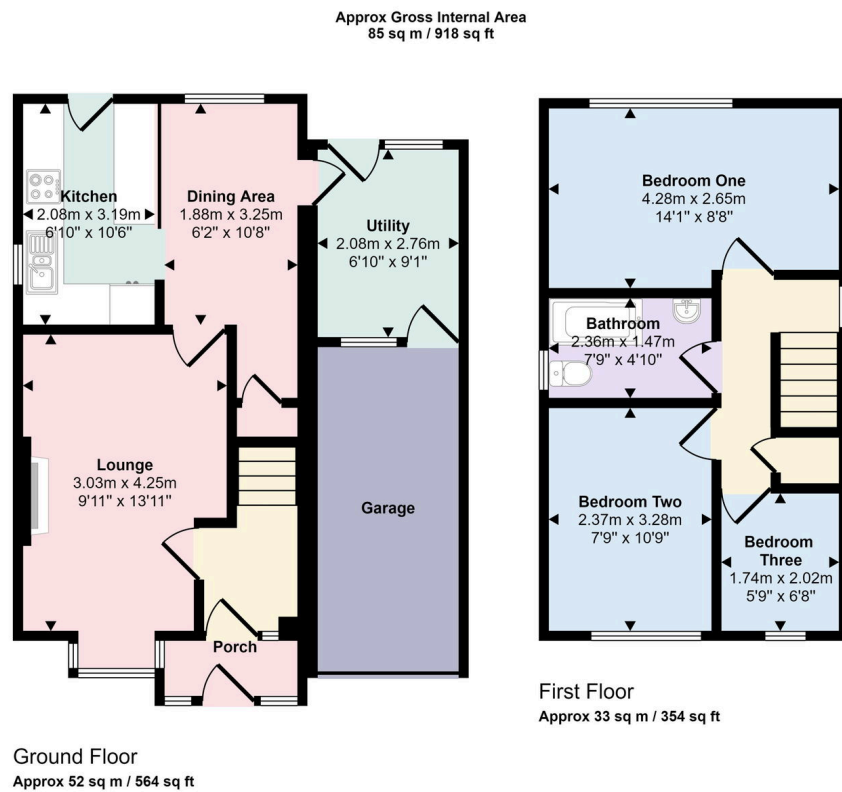 Approx Gross Internal Area
85 sq m / 918 sq ft
Kitchen
2.08m x 3.19m
6'10" x 10'6"
Dining Area
1.88m x 3.25m
6'2" x 10'8"
Utility
2.08m x 2.76m
6'10" x 9'1"
Lounge
3.03m x 4.25m
9'11" x 13'11"
Garage
Porch
Ground Floor
Approx 52 sq m / 564 sq ft
Bedroom One
4.28m x 2.65m
14'1" x 8'8"
Bathroom
2.36m x 1.47m
7'9" x 4'10"
Bedroom Two
2.37m x 3.28m
7'9" x 10'9"
Bedroom
Three
1.74m x 2.02m
5'9" x 6'8"
First Floor
Approx 33 sq m / 354 sq ft